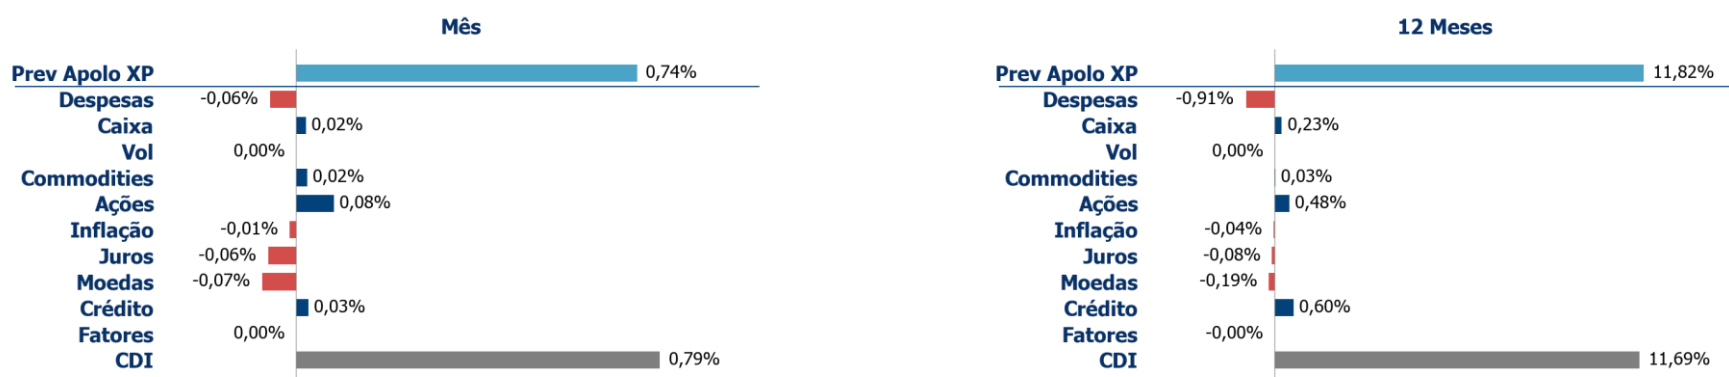 Mês
Prev Apolo XP 0,74%
Despesas -0,06%
Caixa 0,02%
Vol 0,00%
Commodities 0,02%
Ações 0,08%
Inflação -0,01%
Juros -0,06%
Moedas -0,07%
Crédito 0,03%
Fatores 0,00%
CDI 0,79%
12 Meses
Prev Apolo XP 11,82%
Despesas -0,91%
Caixa 0,23%
Vol 0,00%
Commodities 0,03%
Ações 0,48%
Inflação -0,04%
Juros -0,08%
Moedas -0,19%
Crédito 0,60%
Fatores -0,00%
CDI 11,69%